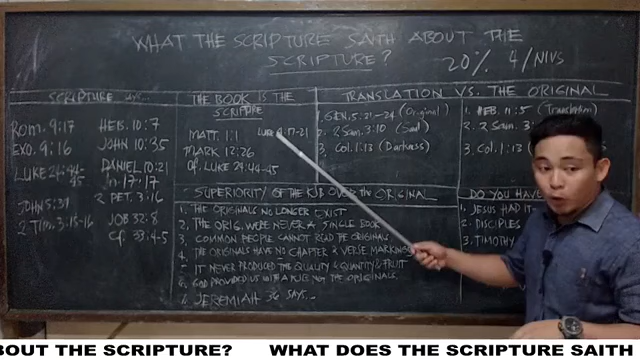 WHAT THE SCRIPTURE SAITH ABOUT THE
SCRIPTURE?
20% 4/NIVS
SCRIPTURE SAYS...
ROM. 9:17
HEB. 10:7
EXO. 9:16
JOHN 10:35
LUKE 24:44-
45
DANIEL 10:21
JN. 17:17
JOHN 5:39
2 PET. 3:16
2 TIM. 3:15-16
JOB 32:8
Cf. 33:4-5
THE BOOK IS THE
SCRIPTURE
MATT. 1:1
LUKE 4:17-21
MARK 12:26
Cf. LUKE 24:44-45
TRANSLATION VS. THE ORIGINAL
1. GEN. 5:21-24 (Original)
2. 2 Sam. 3:10 (Saul)
3. Col. 1:13 (Darkness)
1. HEB. 11:5 (Translation)
2. 2 Sam. 3:
3. Col. 1:13
SUPERIORITY OF THE KJB OVER the ORIGINAL
1. THE ORIGINALS NO LONGER EXIST
2. THE ORIG. WERE NEVER A SINGLE BOOK
3. COMMON PEOPLE CANNOT READ THE ORIGINALS
4. THE ORIGINALS HAVE NO CHAPTER & VERSE MARKINGS
5. IT NEVER PRODUCED THE QUALITY & QUANTITY & FRUIT
6. GOD PROVIDED US WITH A KJB NOT THE ORIGINALS.
JEREMIAH 36 SAYS...
DO YOU HAVE
1. JESUS HAD IT
2. DISCIPLES
3. TIMOTHY
BOUT THE SCRIPTURE? WHAT DOES THE SCRIPTURE SAITH